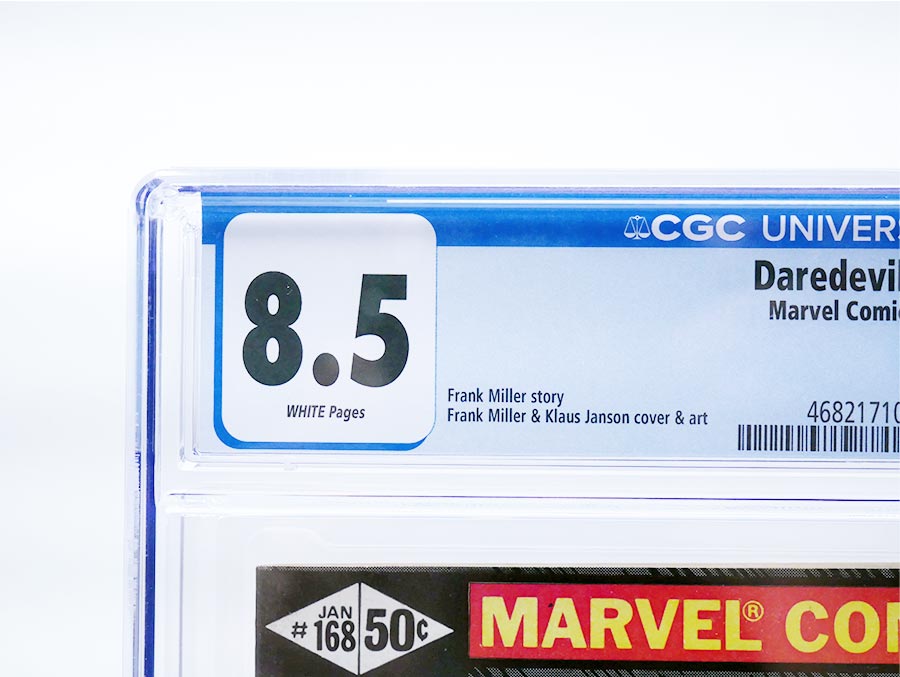 CGC UNIVERS
8.5
WHITE Pages
Daredevil
Marvel Comic
Frank Miller story
Frank Miller & Klaus Janson cover & art
46821710
JAN
# 168 50¢
MARVEL® CON